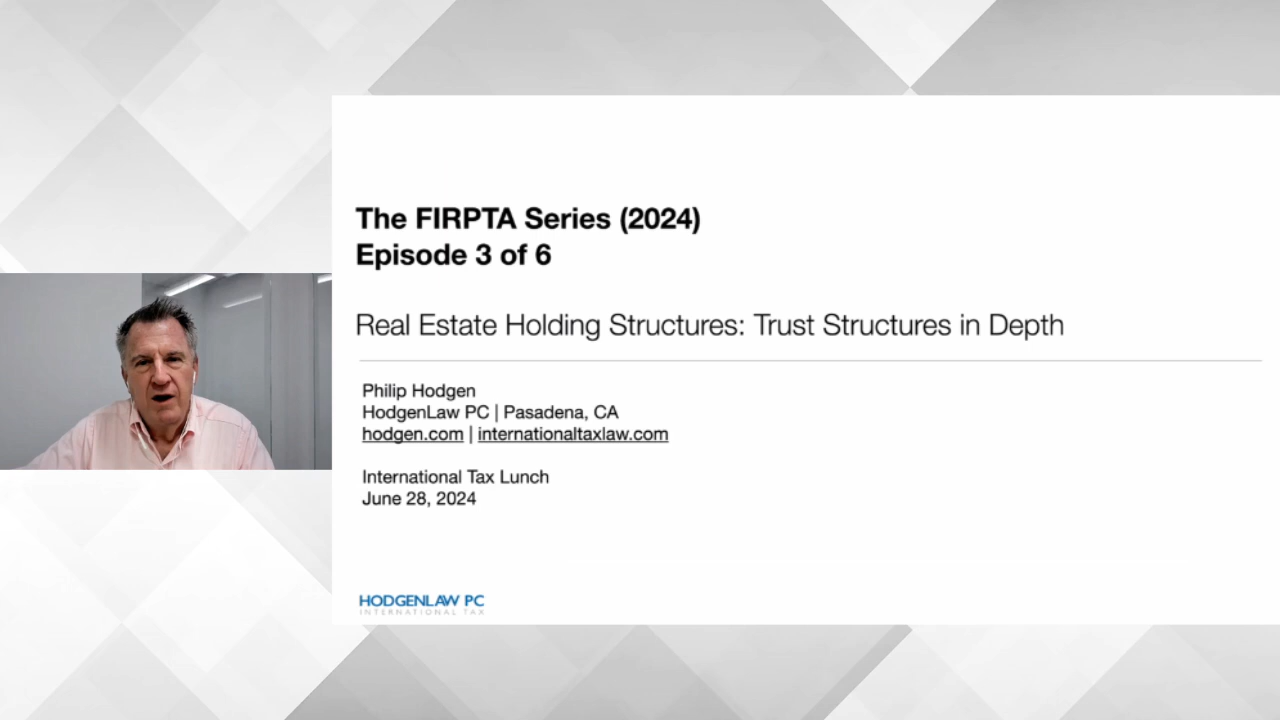 The FIRPTA Series (2024)
Episode 3 of 6
Real Estate Holding Structures: Trust Structures in Depth
Philip Hodgen
HodgenLaw PC | Pasadena, CA
hodgen.com | internationaltaxlaw.com
International Tax Lunch
June 28, 2024
HODGENLAW PC
INTERNATIONAL TAX